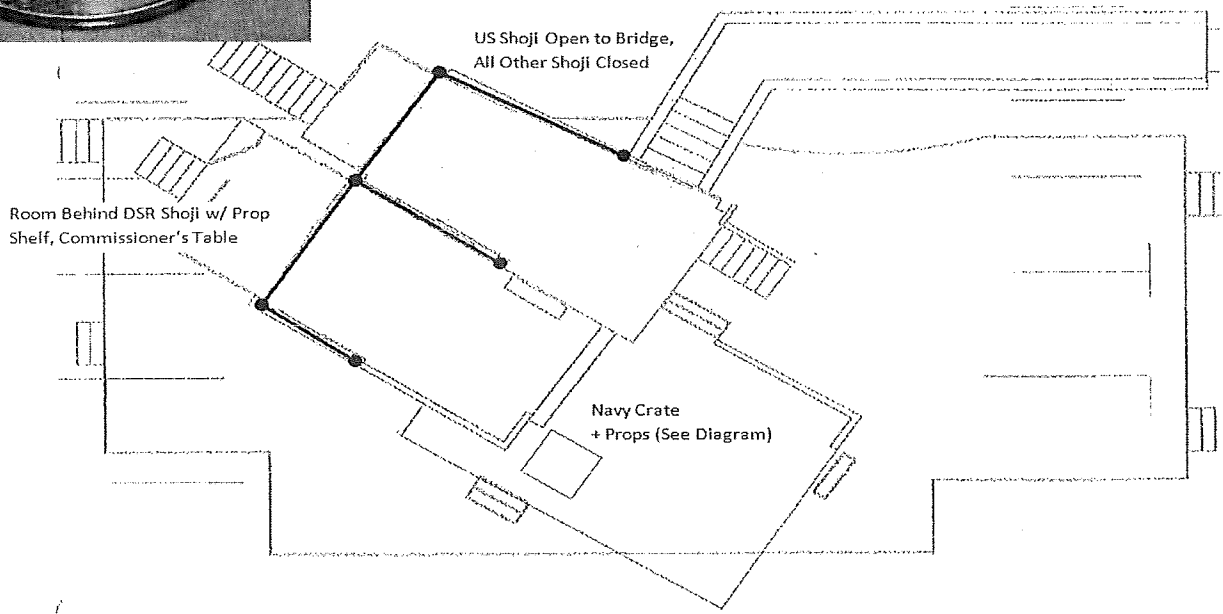 US Shoji Open to Bridge,
All Other Shoji Closed
Room Behind DSR Shoji w/ Prop
Shelf, Commissioner's Table
Navy Crate
+ Props (See Diagram)